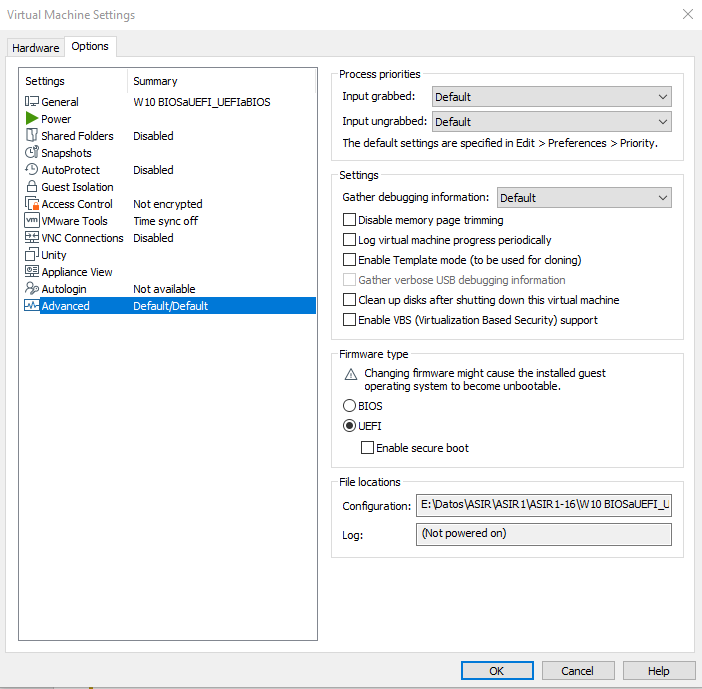 Virtual Machine Settings
Hardware Options
Settings Summary
General W10 BIOSaUEFI_UEFIaBIOS
Power
Shared Folders Disabled
Snapshots
AutoProtect Disabled
Guest Isolation
Access Control Not encrypted
vm VMware Tools Time sync off
VNC Connections Disabled
Unity
Appliance View
Autologin Not available
Advanced Default/Default
Process priorities
Input grabbed: Default
Input ungrabbed: Default
The default settings are specified in Edit > Preferences > Priority.
Settings
Gather debugging information: Default
Disable memory page trimming
Log virtual machine progress periodically
Enable Template mode (to be used for cloning)
Gather verbose USB debugging information
Clean up disks after shutting down this virtual machine
Enable VBS (Virtualization Based Security) support
Firmware type
Changing firmware might cause the installed guest
operating system to become unbootable.
BIOS
UEFI
Enable secure boot
File locations
Configuration: E:\Datos\ASIR\ASIR1\ASIR1-16\W10 BIOSaUEFI_U
Log: (Not powered on)
OK Cancel Help